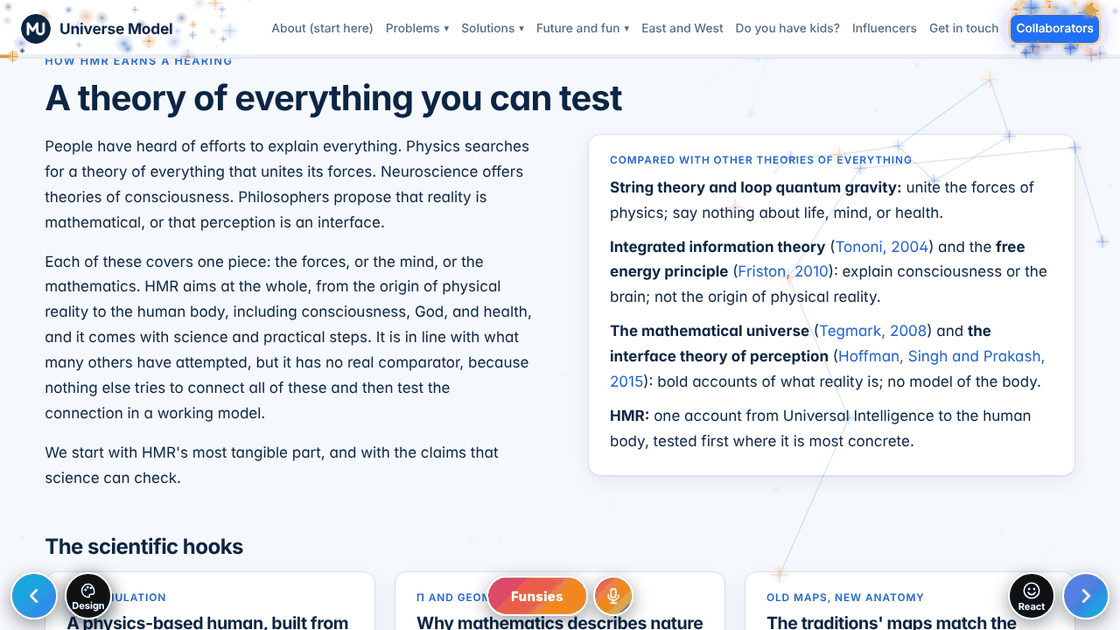 MU Universe Model
About (start here) Problems ▾ Solutions ▾ Future and fun ▾ East and West Do you have kids? Influencers Get in touch Collaborators
HOW HMR EARNS A HEARING
A theory of everything you can test
People have heard of efforts to explain everything. Physics searches
for a theory of everything that unites its forces. Neuroscience offers
theories of consciousness. Philosophers propose that reality is
mathematical, or that perception is an interface.
Each of these covers one piece: the forces, or the mind, or the
mathematics. HMR aims at the whole, from the origin of physical
reality to the human body, including consciousness, God, and health,
and it comes with science and practical steps. It is in line with what
many others have attempted, but it has no real comparator, because
nothing else tries to connect all of these and then test the
connection in a working model.
We start with HMR's most tangible part, and with the claims that
science can check.
COMPARED WITH OTHER THEORIES OF EVERYTHING
String theory and loop quantum gravity: unite the forces of
physics; say nothing about life, mind, or health.
Integrated information theory (Tononi, 2004) and the free
energy principle (Friston, 2010): explain consciousness or the
brain; not the origin of physical reality.
The mathematical universe (Tegmark, 2008) and the
interface theory of perception (Hoffman, Singh and Prakash,
2015): bold accounts of what reality is; no model of the body.
HMR: one account from Universal Intelligence to the human
body, tested first where it is most concrete.
The scientific hooks
A physics-based human, built from
Π AND
Why mathematics describes nature
OLD MAPS, NEW ANATOMY
The traditions' maps match the
Design
Funsies
React